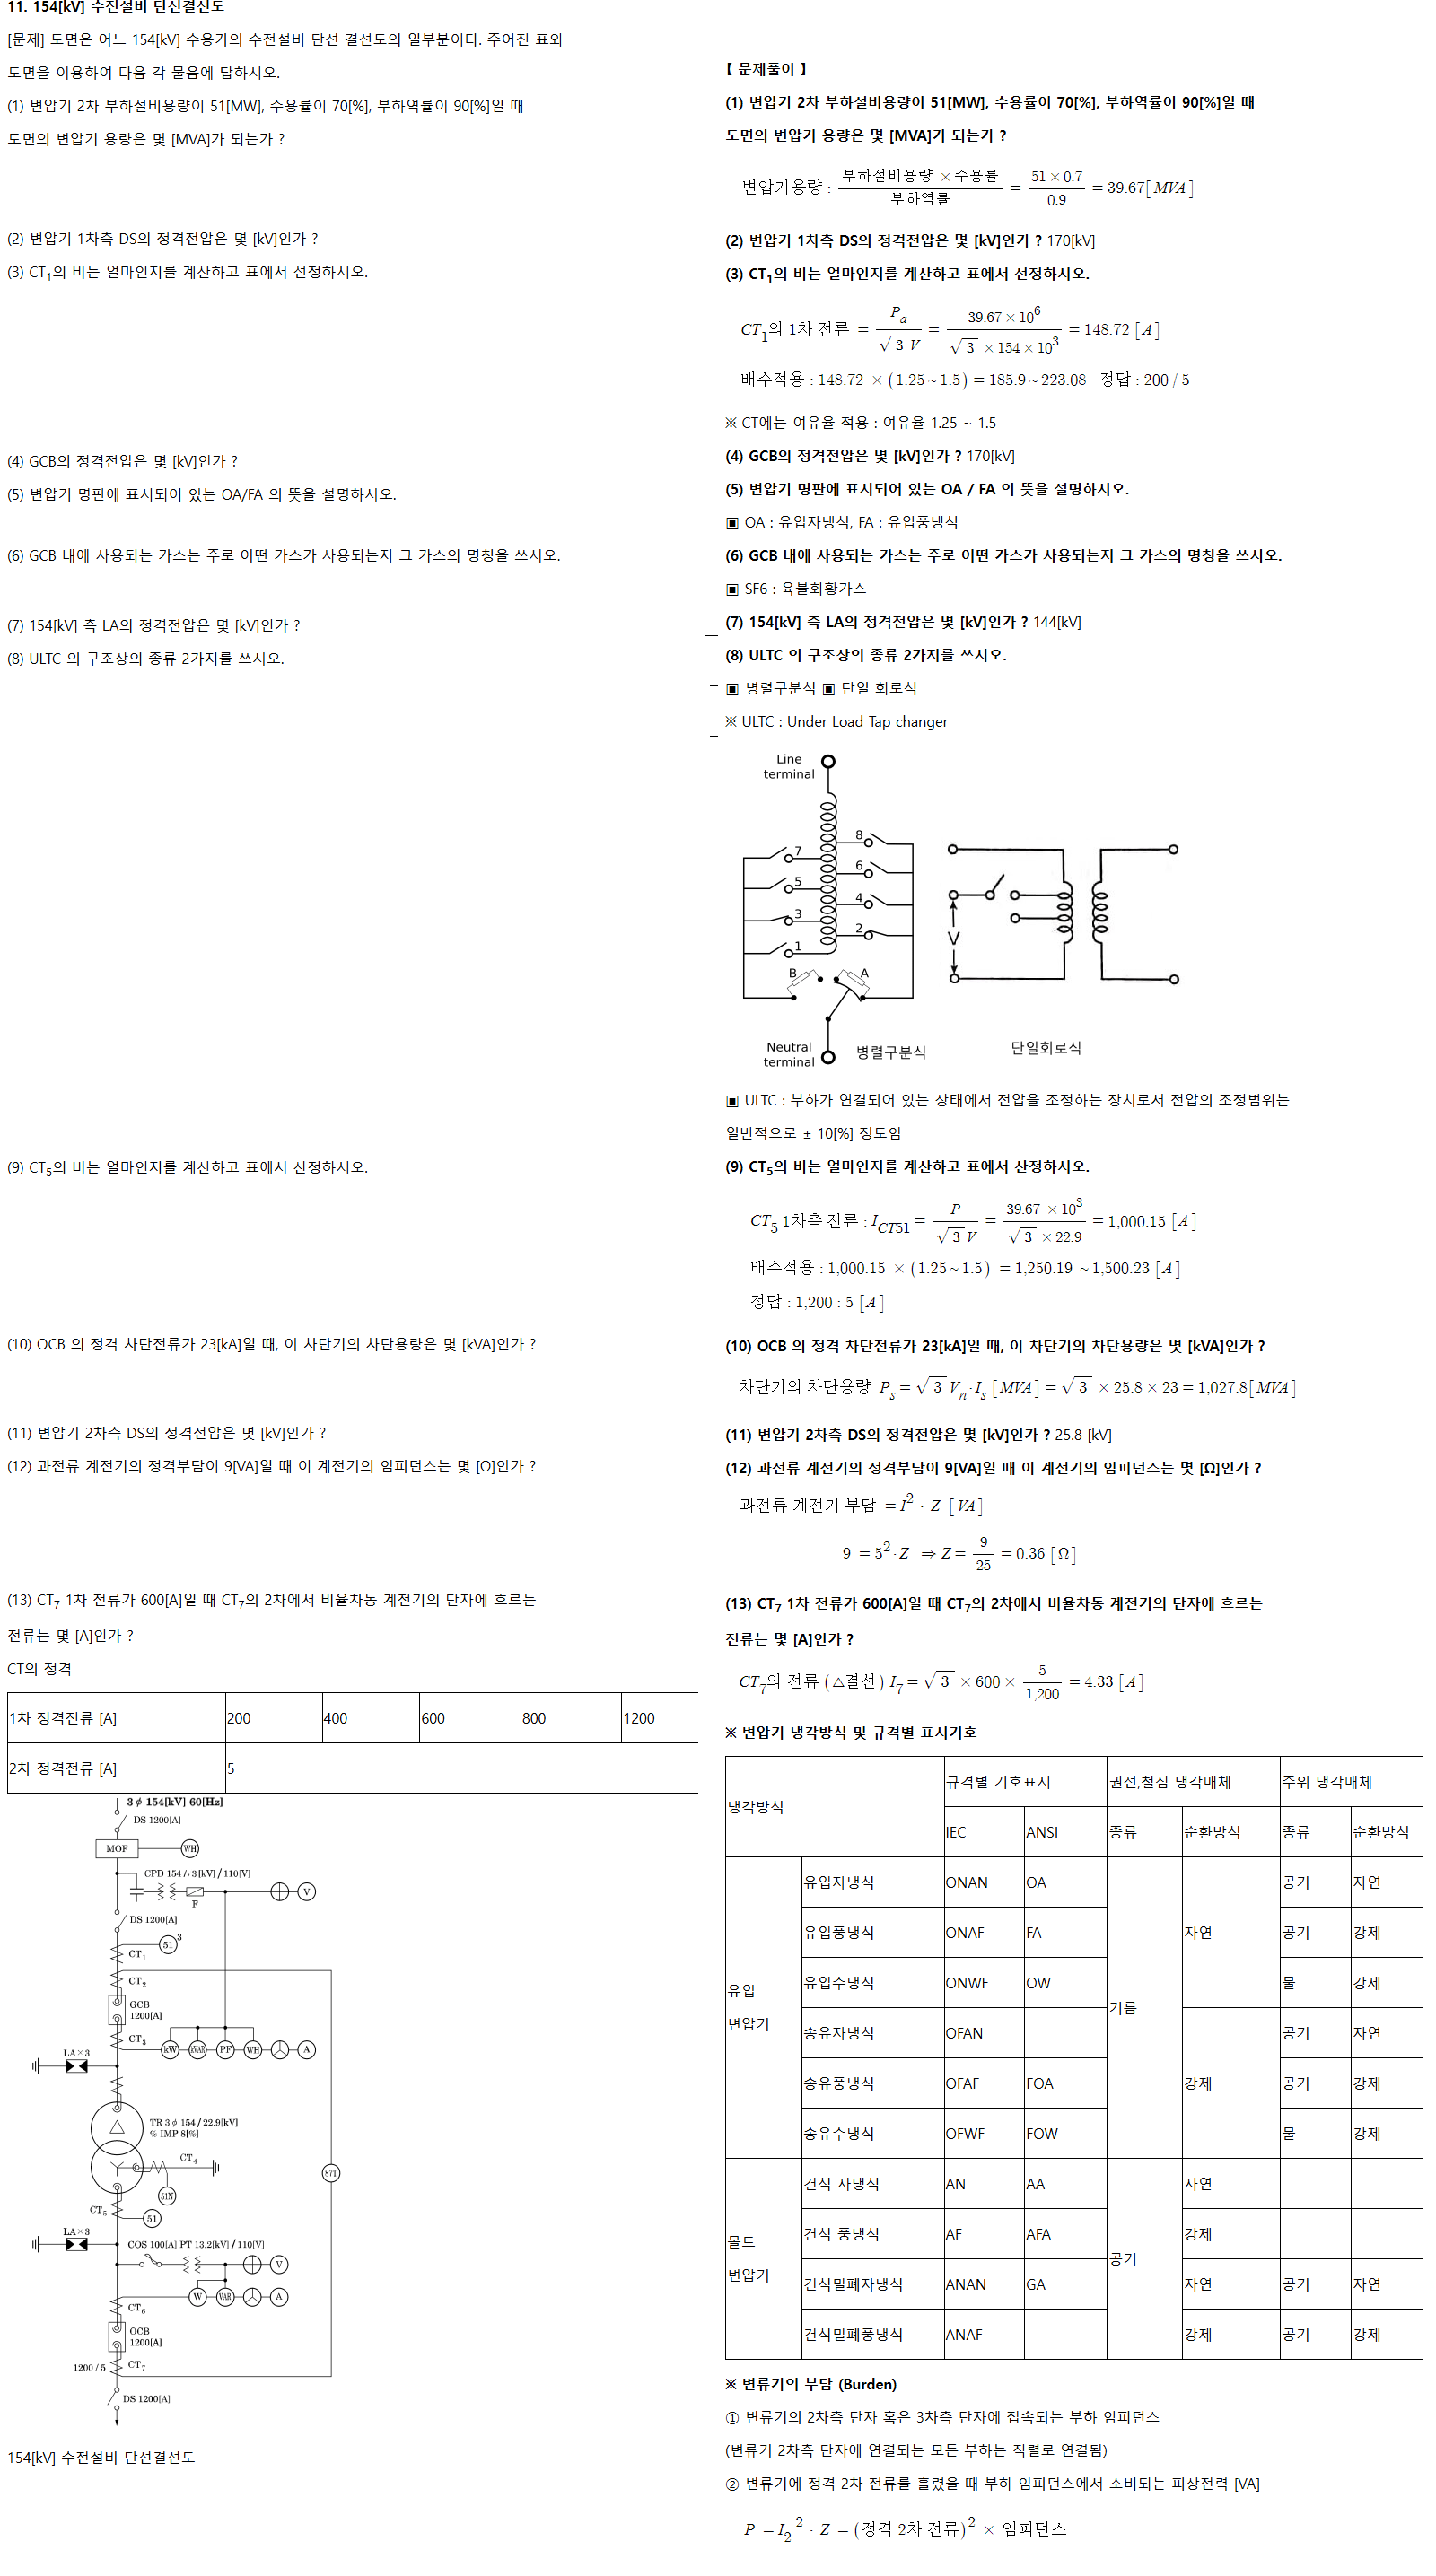 11. 154[kV] 수전설비 단선결선도
[문제] 도면은 어느 154[kV] 수용가의 수전설비 단선 결선도의 일부분이다. 주어진 표와
도면을 이용하여 다음 각 물음에 답하시오.
(1) 변압기 2차 부하설비용량이 51[MW], 수용률이 70[%], 부하역률이 90[%]일 때
도면의 변압기 용량은 몇 [MVA]가 되는가 ?
(2) 변압기 1차측 DS의 정격전압은 몇 [kV]인가 ?
(3) CT1의 비는 얼마인지를 계산하고 표에서 선정하시오.
(4) GCB의 정격전압은 몇 [kV]인가 ?
(5) 변압기 명판에 표시되어 있는 OA/FA 의 뜻을 설명하시오.
(6) GCB 내에 사용되는 가스는 주로 어떤 가스가 사용되는지 그 가스의 명칭을 쓰시오.
(7) 154[kV] 측 LA의 정격전압은 몇 [kV]인가 ?
(8) ULTC 의 구조상의 종류 2가지를 쓰시오.
(9) CT5의 비는 얼마인지를 계산하고 표에서 산정하시오.
(10) OCB 의 정격 차단전류가 23[kA]일 때, 이 차단기의 차단용량은 몇 [kVA]인가 ?
(11) 변압기 2차측 DS의 정격전압은 몇 [kV]인가 ?
(12) 과전류 계전기의 정격부담이 9[VA]일 때 이 계전기의 임피던스는 몇 [Ω]인가 ?
(13) CT7 1차 전류가 600[A]일 때 CT7의 2차에서 비율차동 계전기의 단자에 흐르는
전류는 몇 [A]인가 ?
CT의 정격
1차 정격전류 [A] 200 400 600 800 1200
2차 정격전류 [A] 5
3 ϕ 154[kV] 60[Hz]
DS 1200[A]
MOF WH
CPD 154/√3[kV]/110[V]
F V
DS 1200[A]
51 3
CT1
CT2
GCB
1200[A]
CT3
kW kVAR PF WH A
LA×3
TR 3 ϕ 154/22.9[kV]
% IMP 8[%]
CT4
87T
51N
CT5
51
LA×3
COS 100[A] PT 13.2[kV]/110[V]
V
W VAR A
CT6
OCB
1200[A]
1200/5 CT7
DS 1200[A]
154[kV] 수전설비 단선결선도
【 문제풀이 】
(1) 변압기 2차 부하설비용량이 51[MW], 수용률이 70[%], 부하역률이 90[%]일 때
도면의 변압기 용량은 몇 [MVA]가 되는가 ?
변압기용량 : 부하설비용량 × 수용률 / 부하역률 = 51 × 0.7 / 0.9 = 39.67[MVA]
(2) 변압기 1차측 DS의 정격전압은 몇 [kV]인가 ? 170[kV]
(3) CT1의 비는 얼마인지를 계산하고 표에서 선정하시오.
CT1의 1차 전류 = Pa / √3 V = 39.67 × 10^6 / √3 × 154 × 10^3 = 148.72 [A]
배수적용 : 148.72 × (1.25 ~ 1.5) = 185.9 ~ 223.08 정답 : 200 / 5
※ CT에는 여유율 적용 : 여유율 1.25 ~ 1.5
(4) GCB의 정격전압은 몇 [kV]인가 ? 170[kV]
(5) 변압기 명판에 표시되어 있는 OA / FA 의 뜻을 설명하시오.
▣ OA : 유입자냉식, FA : 유입풍냉식
(6) GCB 내에 사용되는 가스는 주로 어떤 가스가 사용되는지 그 가스의 명칭을 쓰시오.
▣ SF6 : 육불화황가스
(7) 154[kV] 측 LA의 정격전압은 몇 [kV]인가 ? 144[kV]
(8) ULTC 의 구조상의 종류 2가지를 쓰시오.
▣ 병렬구분식 ▣ 단일 회로식
※ ULTC : Under Load Tap changer
Line
terminal
8
7
6
5
4
3
2
1
B A
V
Neutral
terminal
병렬구분식
단일회로식
▣ ULTC : 부하가 연결되어 있는 상태에서 전압을 조정하는 장치로서 전압의 조정범위는
일반적으로 ± 10[%] 정도임
(9) CT5의 비는 얼마인지를 계산하고 표에서 산정하시오.
CT5 1차측 전류 : ICT51 = P / √3 V = 39.67 × 10^3 / √3 × 22.9 = 1,000.15 [A]
배수적용 : 1,000.15 × (1.25 ~ 1.5) = 1,250.19 ~ 1,500.23 [A]
정답 : 1,200 : 5 [A]
(10) OCB 의 정격 차단전류가 23[kA]일 때, 이 차단기의 차단용량은 몇 [kVA]인가 ?
차단기의 차단용량 Ps = √3 Vn · Is [MVA] = √3 × 25.8 × 23 = 1,027.8[MVA]
(11) 변압기 2차측 DS의 정격전압은 몇 [kV]인가 ? 25.8 [kV]
(12) 과전류 계전기의 정격부담이 9[VA]일 때 이 계전기의 임피던스는 몇 [Ω]인가 ?
과전류 계전기 부담 = I^2 · Z [VA]
9 = 5^2 · Z ⇒ Z = 9 / 25 = 0.36 [Ω]
(13) CT7 1차 전류가 600[A]일 때 CT7의 2차에서 비율차동 계전기의 단자에 흐르는
전류는 몇 [A]인가 ?
CT7의 전류 (△결선) I7 = √3 × 600 × 5 / 1,200 = 4.33 [A]
※ 변압기 냉각방식 및 규격별 표시기호
냉각방식 규격별 기호표시 권선,철심 냉각매체 주위 냉각매체
IEC ANSI 종류 순환방식 종류 순환방식
유입 변압기 유입자냉식 ONAN OA 기름 자연 공기 자연
유입풍냉식 ONAF FA 공기 강제
유입수냉식 ONWF OW 물 강제
송유자냉식 OFAN 강제 공기 자연
송유풍냉식 OFAF FOA 공기 강제
송유수냉식 OFWF FOW 물 강제
몰드 변압기 건식 자냉식 AN AA 공기 자연
건식 풍냉식 AF AFA 강제
건식밀폐자냉식 ANAN GA 자연 공기 자연
건식밀폐풍냉식 ANAF 강제 공기 강제
※ 변류기의 부담 (Burden)
① 변류기의 2차측 단자 혹은 3차측 단자에 접속되는 부하 임피던스
(변류기 2차측 단자에 연결되는 모든 부하는 직렬로 연결됨)
② 변류기에 정격 2차 전류를 흘렸을 때 부하 임피던스에서 소비되는 피상전력 [VA]
P = I2^2 · Z = (정격 2차 전류)^2 × 임피던스